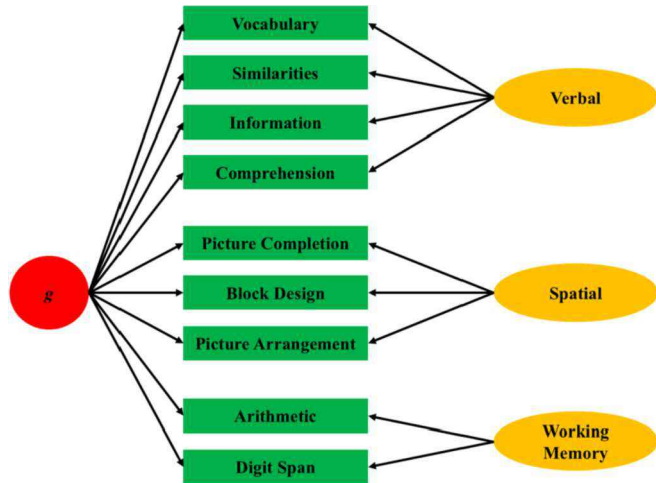 Vocabulary
Similarities
Information
Comprehension
Verbal
g
Picture Completion
Block Design
Picture Arrangement
Spatial
Arithmetic
Digit Span
Working
Memory